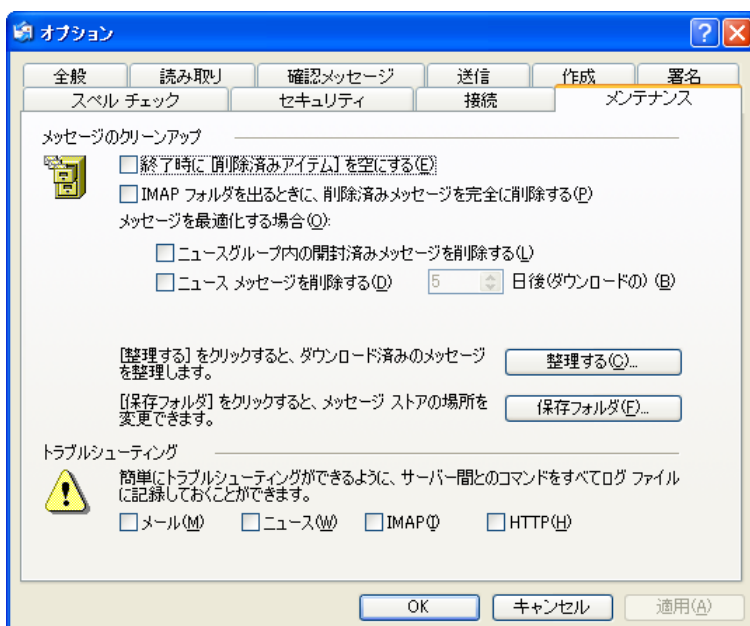 オプション
全般 読み取り 確認メッセージ 送信 作成 署名
スペル チェック セキュリティ 接続 メンテナンス
メッセージのクリーンアップ
終了時に [削除済みアイテム] を空にする(E)
IMAP フォルダを出るときに、削除済みメッセージを完全に削除する(P)
メッセージを最適化する場合(O):
ニュースグループ内の開封済みメッセージを削除する(L)
ニュース メッセージを削除する(D) 5 日後(ダウンロードの) (B)
[整理する] をクリックすると、ダウンロード済みのメッセージ
を整理します。
整理する(C)...
[保存フォルダ] をクリックすると、メッセージ ストアの場所を
変更できます。
保存フォルダ(F)...
トラブルシューティング
簡単にトラブルシューティングができるように、サーバー間とのコマンドをすべてログ ファイル
に記録しておくことができます。
メール(M) ニュース(W) IMAP(I) HTTP(H)
OK キャンセル 適用(A)